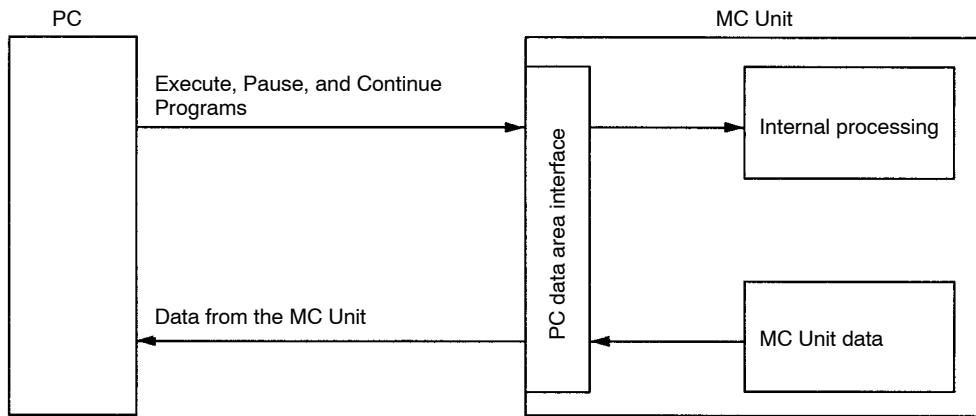 PC
MC Unit
Execute, Pause, and Continue
Programs
Internal processing
PC data area interface
Data from the MC Unit
MC Unit data